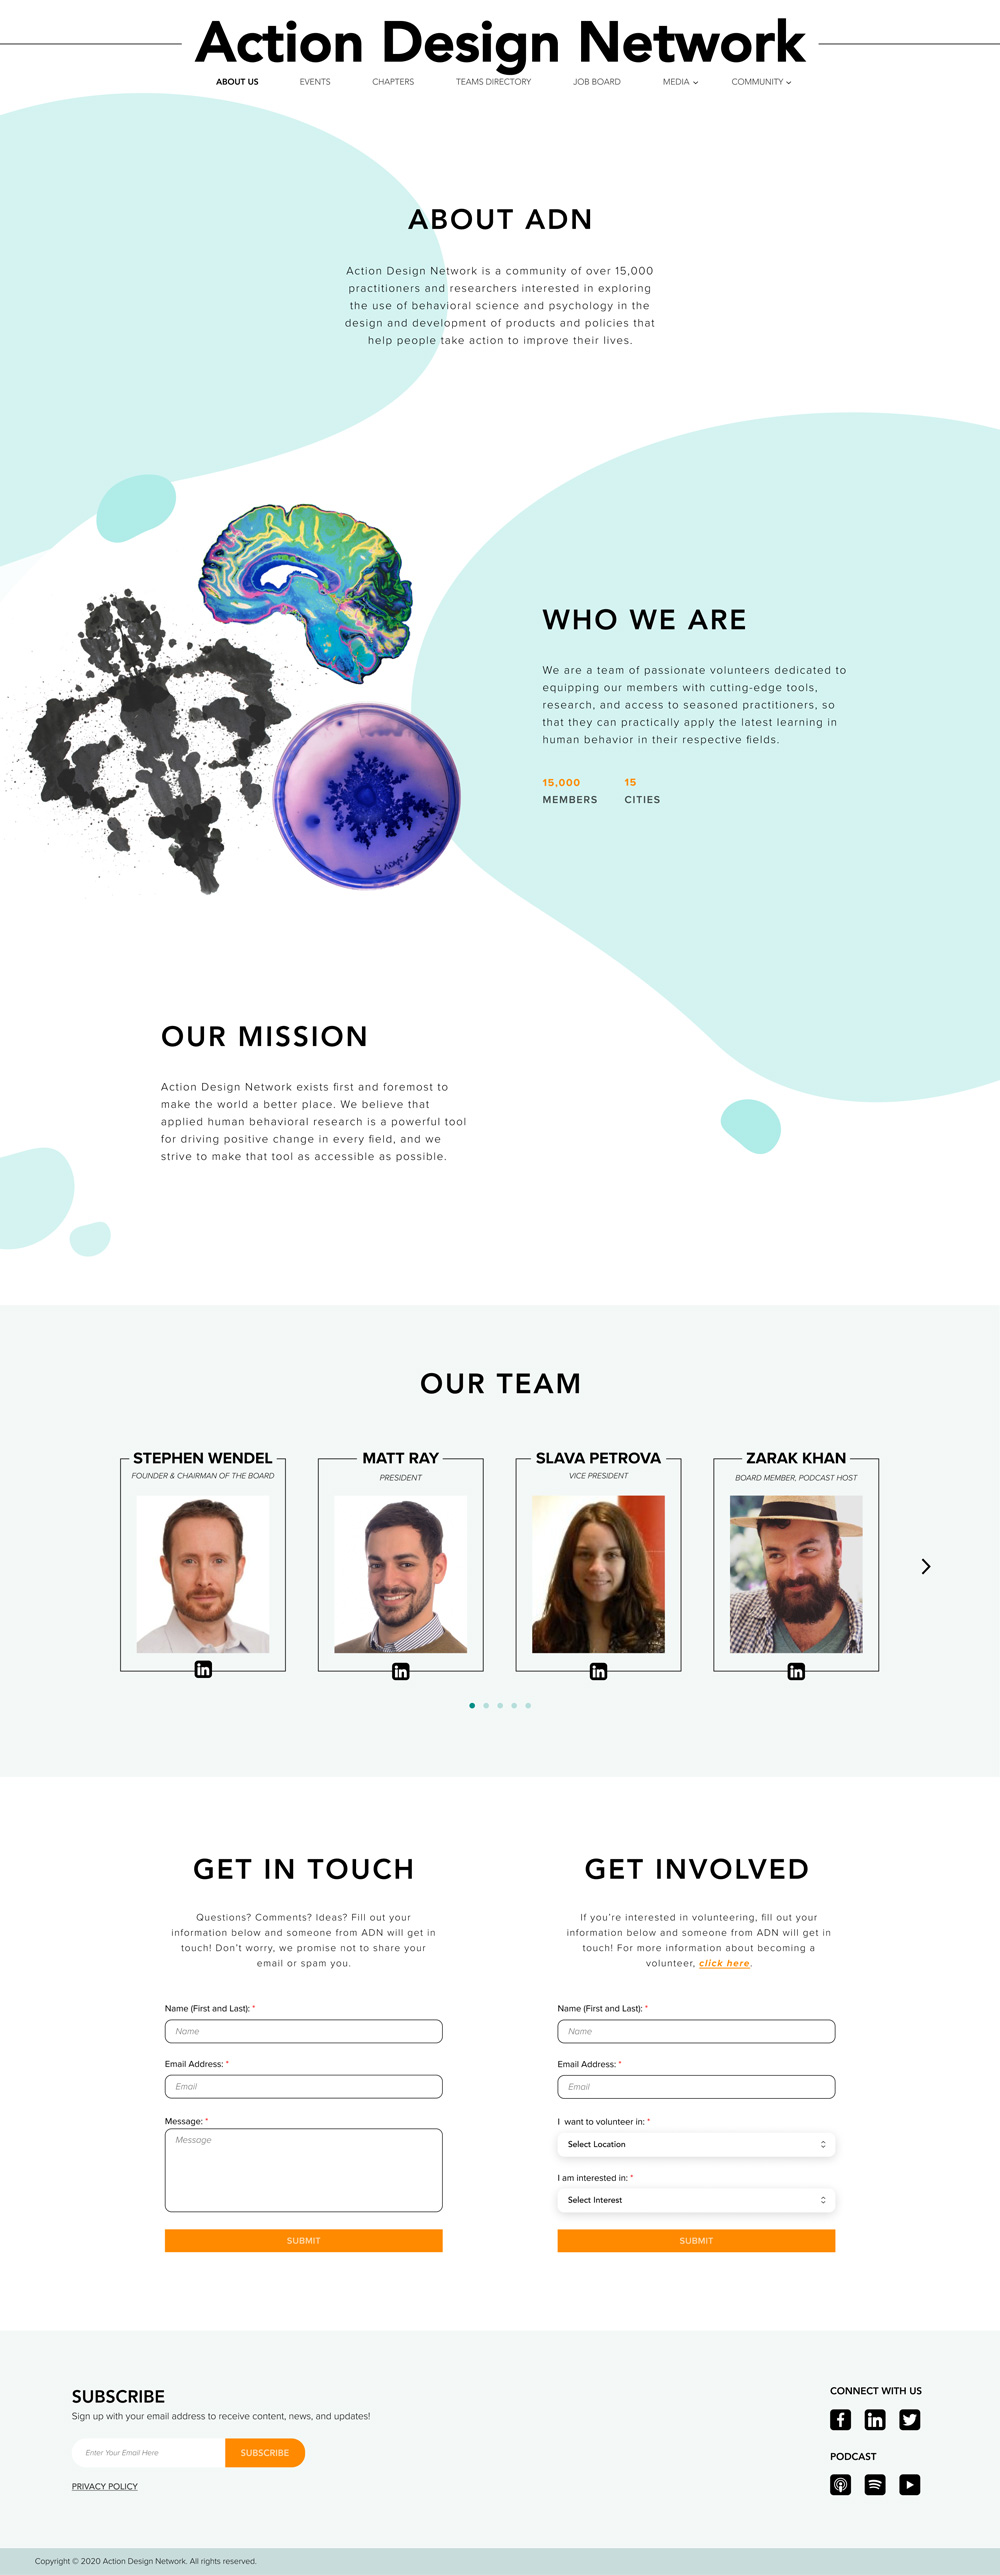 Action Design Network
ABOUT US
EVENTS
CHAPTERS
TEAMS DIRECTORY
JOB BOARD
MEDIA
COMMUNITY
ABOUT ADN
Action Design Network is a community of over 15,000
practitioners and researchers interested in exploring
the use of behavioral science and psychology in the
design and development of products and policies that
help people take action to improve their lives.
WHO WE ARE
We are a team of passionate volunteers dedicated to
equipping our members with cutting-edge tools,
research, and access to seasoned practitioners, so
that they can practically apply the latest learning in
human behavior in their respective fields.
15,000
MEMBERS
15
CITIES
OUR MISSION
Action Design Network exists first and foremost to
make the world a better place. We believe that
applied human behavioral research is a powerful tool
for driving positive change in every field, and we
strive to make that tool as accessible as possible.
OUR TEAM
STEPHEN WENDEL
FOUNDER & CHAIRMAN OF THE BOARD
in
MATT RAY
PRESIDENT
in
SLAVA PETROVA
VICE PRESIDENT
in
ZARAK KHAN
BOARD MEMBER, PODCAST HOST
in
GET IN TOUCH
Questions? Comments? Ideas? Fill out your
information below and someone from ADN will get in
touch! Don't worry, we promise not to share your
email or spam you.
Name (First and Last): *
Name
Email Address: *
Email
Message: *
Message
SUBMIT
GET INVOLVED
If you're interested in volunteering, fill out your
information below and someone from ADN will get in
touch! For more information about becoming a
volunteer, click here.
Name (First and Last): *
Name
Email Address: *
Email
I want to volunteer in: *
Select Location
I am interested in: *
Select Interest
SUBMIT
SUBSCRIBE
Sign up with your email address to receive content, news, and updates!
Enter Your Email Here
SUBSCRIBE
PRIVACY POLICY
CONNECT WITH US
f in
PODCAST
Copyright © 2020 Action Design Network. All rights reserved.